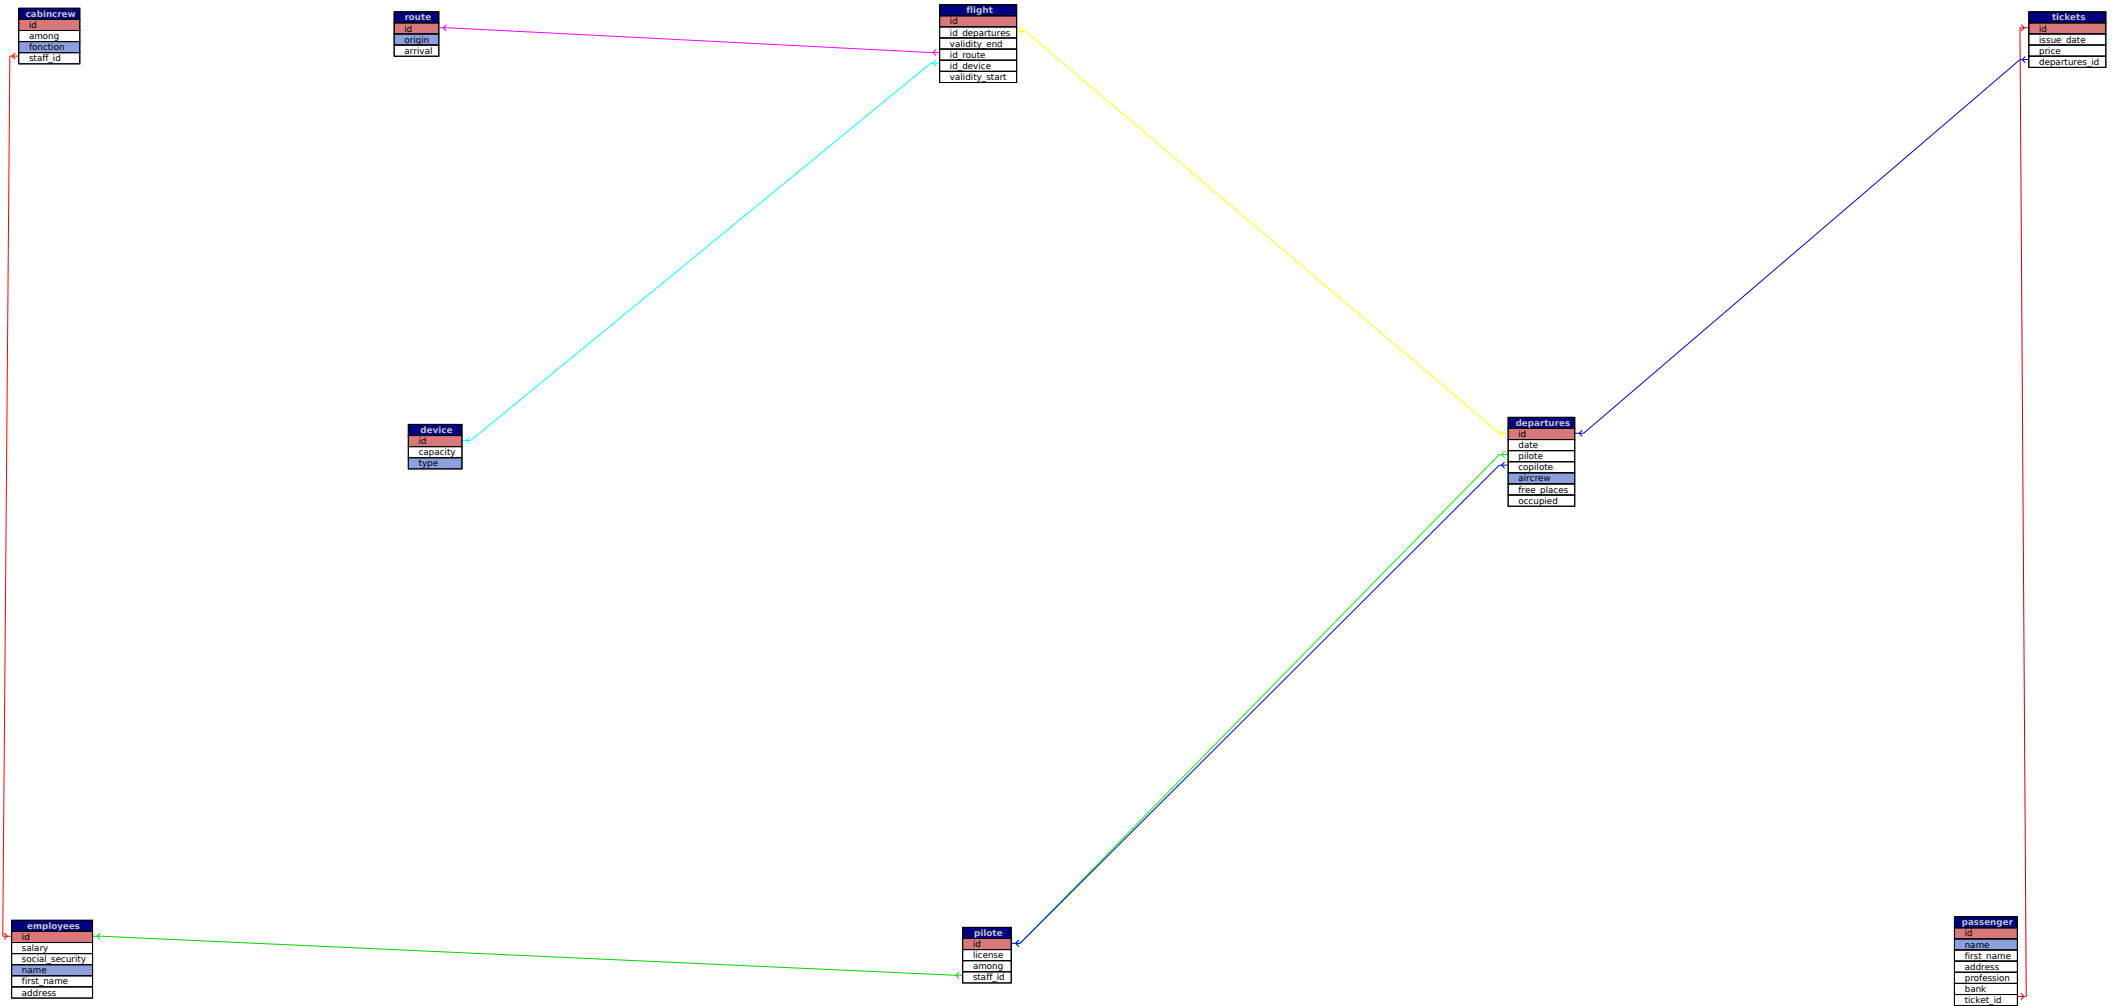 cabincrew
id
among
fonction
staff_id
route
id
origin
arrival
flight
id
id_departures
validity_end
id_route
id_device
validity_start
tickets
id
issue_date
price
departures_id
device
id
capacity
type
departures
id
date
pilote
copilote
aircrew
free_places
occupied
employees
id
salary
social_security
name
first_name
address
pilote
id
license
among
staff_id
passenger
id
name
first_name
address
profession
bank
ticket_id